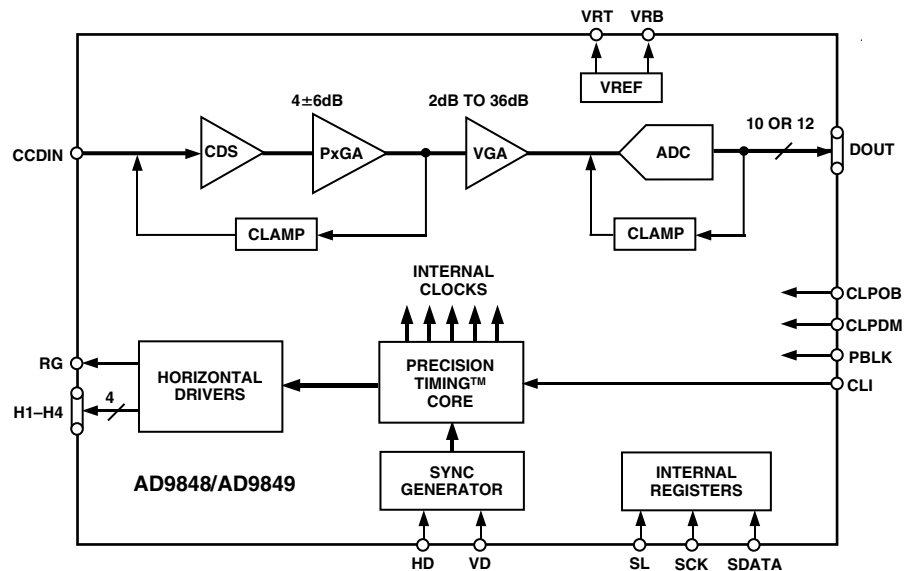 VRT VRB
VREF
4±6dB
2dB TO 36dB
10 OR 12
CCDIN
CDS
PxGA
VGA
ADC
DOUT
CLAMP
CLAMP
INTERNAL
CLOCKS
CLPOB
CLPDM
PBLK
CLI
RG
H1–H4
4
HORIZONTAL
DRIVERS
PRECISION
TIMING™
CORE
SYNC
GENERATOR
INTERNAL
REGISTERS
AD9848/AD9849
HD VD
SL SCK SDATA